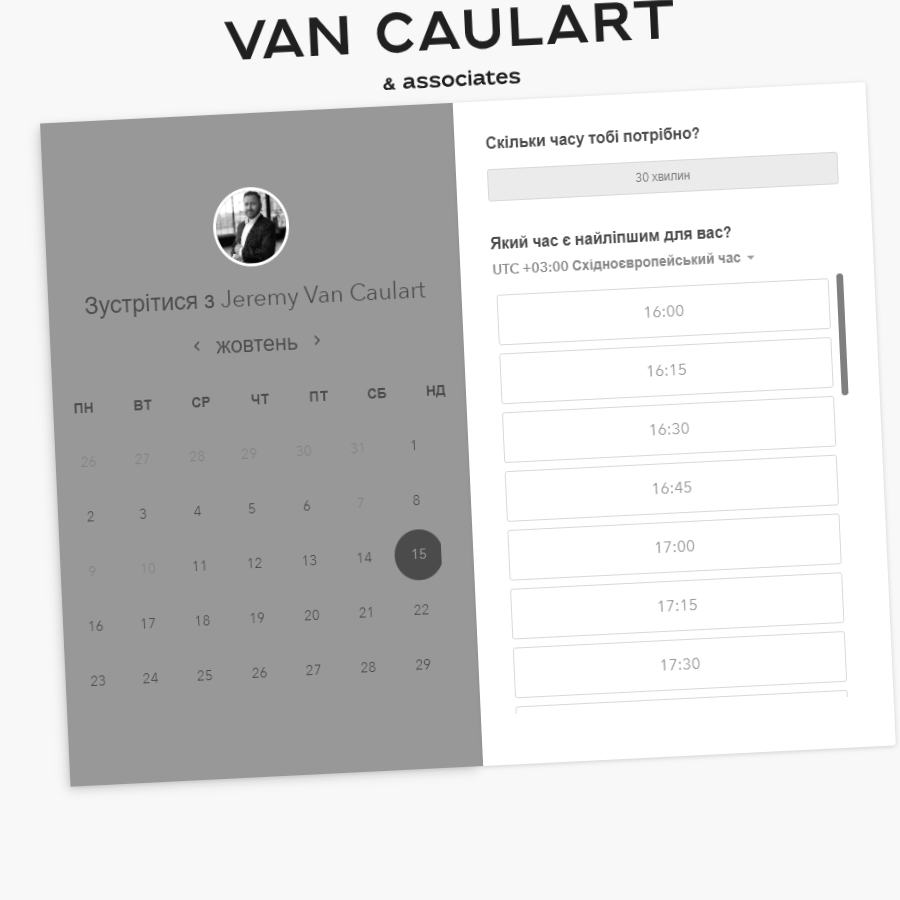 VAN CAULART
& associates
Зустрітися з Jeremy Van Caulart
‹ жовтень ›
ПН ВТ СР ЧТ ПТ СБ НД
26 27 28 29 30 31 1
2 3 4 5 6 7 8
9 10 11 12 13 14 15
16 17 18 19 20 21 22
23 24 25 26 27 28 29
Скільки часу тобі потрібно?
30 хвилин
Який час є найліпшим для вас?
UTC +03:00 Східноєвропейський час
16:00
16:15
16:30
16:45
17:00
17:15
17:30